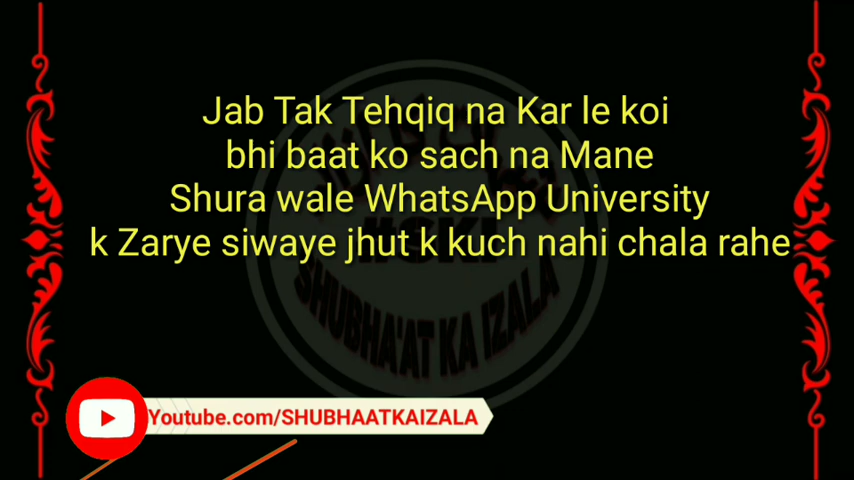 Jab Tak Tehqiq na Kar le koi
bhi baat ko sach na Mane
Shura wale WhatsApp University
k Zarye siwaye jhut k kuch nahi chala rahe
SHUBHA'AT KA IZALA
Youtube.com/SHUBHAATKAIZALA